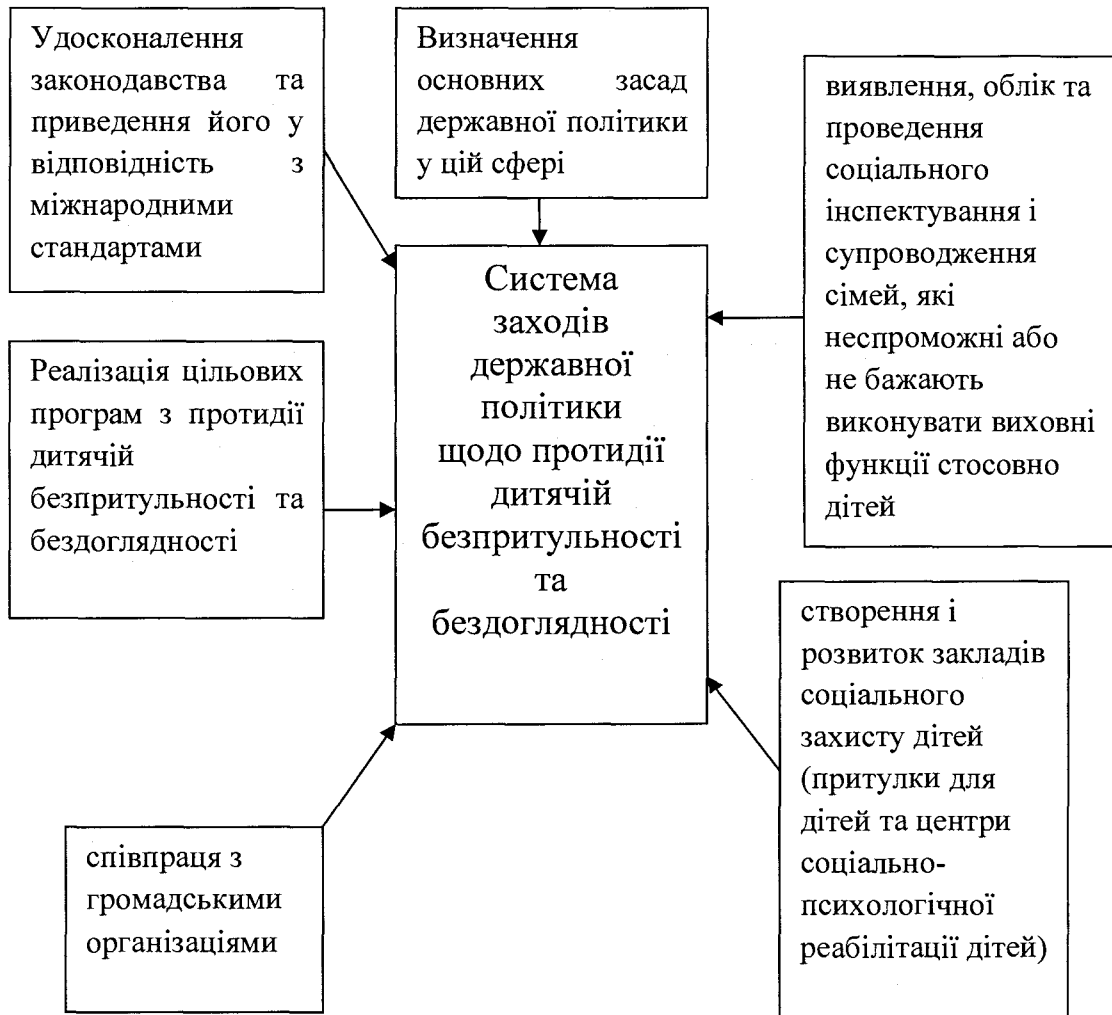 Удосконалення
законодавства та
приведення його у
відповідність з
міжнародними
стандартами
Визначення
основних засад
державної політики
у цій сфері
виявлення, облік та
проведення
соціального
інспектування і
супроводження
сімей, які
неспроможні або
не бажають
виконувати виховні
функції стосовно
дітей
Система
заходів
державної
політики
щодо протидії
дитячій
безпритульності
та
бездоглядності
Реалізація цільових
програм з протидії
дитячій
безпритульності та
бездоглядності
створення і
розвиток закладів
соціального
захисту дітей
(притулки для
дітей та центри
соціально-
психологічної
реабілітації дітей)
співпраця з
громадськими
організаціями